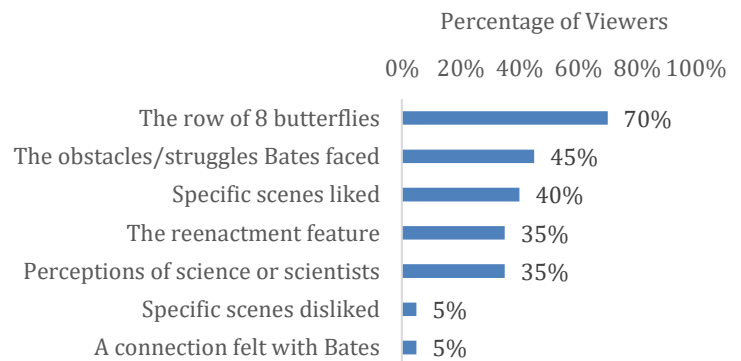 Percentage of Viewers
0% 20% 40% 60% 80% 100%
The row of 8 butterflies 70%
The obstacles/struggles Bates faced 45%
Specific scenes liked 40%
The reenactment feature 35%
Perceptions of science or scientists 35%
Specific scenes disliked 5%
A connection felt with Bates 5%